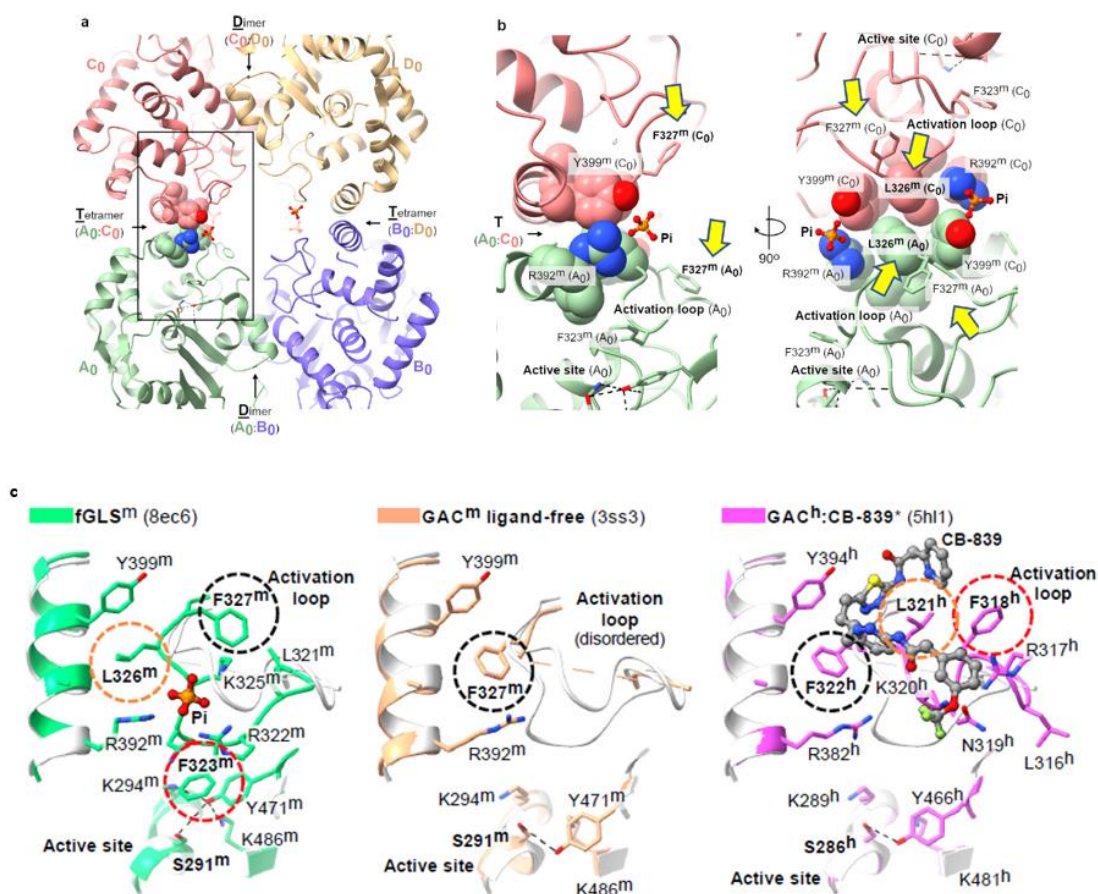 a
Dimer
(C0:D0)
C0
D0
Tetramer
(A0:C0)
Tetramer
(B0:D0)
A0
B0
Dimer
(A0:B0)
b
F327m (C0)
Y399m (C0)
T
(A0:C0)
Pi
R392m (A0)
F327m (A0)
Activation loop (A0)
F323m (A0)
Active site (A0)
90º
Active site (C0)
F323m (C0)
F327m (C0)
Activation loop (C0)
R392m (C0)
Y399m (C0)
L326m (C0)
Pi
Pi
L326m (A0)
R392m (A0)
Y399m (C0)
F327m (A0)
Activation loop (A0)
F323m (A0)
Active site (A0)
c
fGLSm (8ec6)
Y399m
Activation
loop
F327m
L326m
L321m
K325m
Pi
R392m
R322m
F323m
K294m
Y471m
K486m
Active site
S291m
GACm ligand-free (3ss3)
Y399m
Activation
loop
(disordered)
F327m
R392m
K294m
Y471m
S291m
Active site
K486m
GACh:CB-839* (5hl1)
CB-839
Y394h
Activation
loop
L321h
F318h
R317h
F322h
K320h
N319h
R382h
L316h
K289h
Y466h
S286h
Active site
K481h